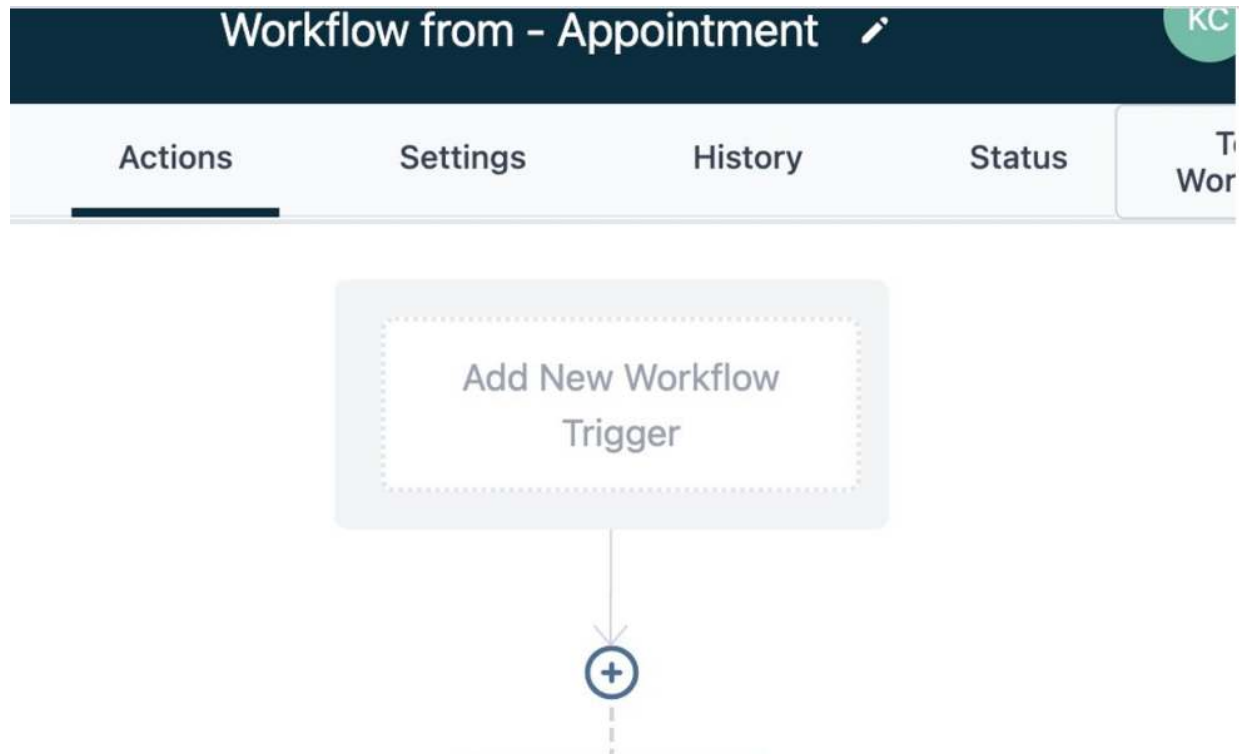 Workflow from - Appointment
KC
Actions
Settings
History
Status
Add New Workflow
Trigger